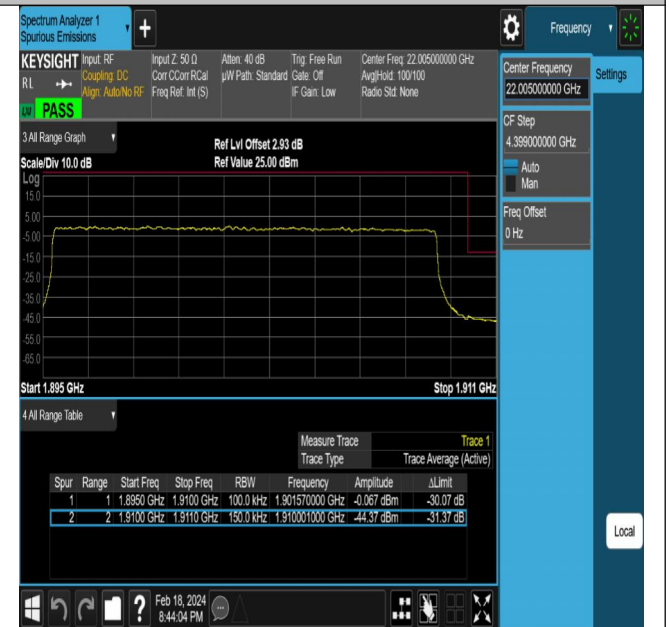 Spectrum Analyzer 1
Spurious Emissions
+
Frequency
KEYSIGHT
RL
PASS
Input: RF
Coupling: DC
Align: Auto/No RF
Input Z: 50 Ω
Corr CCorr RCal
Freq Ref: Int (S)
Atten: 40 dB
µW Path: Standard
Trig: Free Run
Gate: Off
IF Gain: Low
Center Freq: 22.005000000 GHz
Avg|Hold: 100/100
Radio Std: None
Center Frequency
22.005000000 GHz
Settings
CF Step
4.399000000 GHz
Auto
Man
Freq Offset
0 Hz
3 All Range Graph
Scale/Div 10.0 dB
Ref Lvl Offset 2.93 dB
Ref Value 25.00 dBm
Log
15.0
5.00
-5.00
-15.0
-25.0
-35.0
-45.0
-55.0
-65.0
Start 1.895 GHz
Stop 1.911 GHz
4 All Range Table
Measure Trace Trace 1
Trace Type Trace Average (Active)
Spur Range Start Freq Stop Freq RBW Frequency Amplitude ∆Limit
1 1 1.8950 GHz 1.9100 GHz 100.0 kHz 1.901570000 GHz -0.067 dBm -30.07 dB
2 2 1.9100 GHz 1.9110 GHz 150.0 kHz 1.910001000 GHz -44.37 dBm -31.37 dB
Local
?
Feb 18, 2024
8:44:04 PM